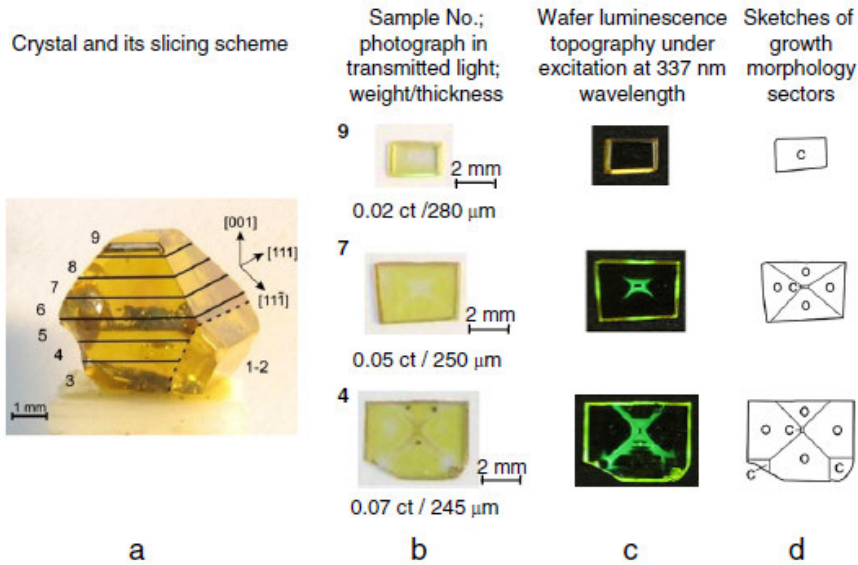 Crystal and its slicing scheme
Sample No.;
photograph in
transmitted light;
weight/thickness
Wafer luminescence
topography under
excitation at 337 nm
wavelength
Sketches of
growth
morphology
sectors
9
8
7
6
5
4
3
1-2
[001]
[111]
[111̄]
1 mm
9
2 mm
0.02 ct /280 μm
C
7
2 mm
0.05 ct / 250 μm
O
O C O
O
4
2 mm
0.07 ct / 245 μm
O
O C O
O
C C
a b c d